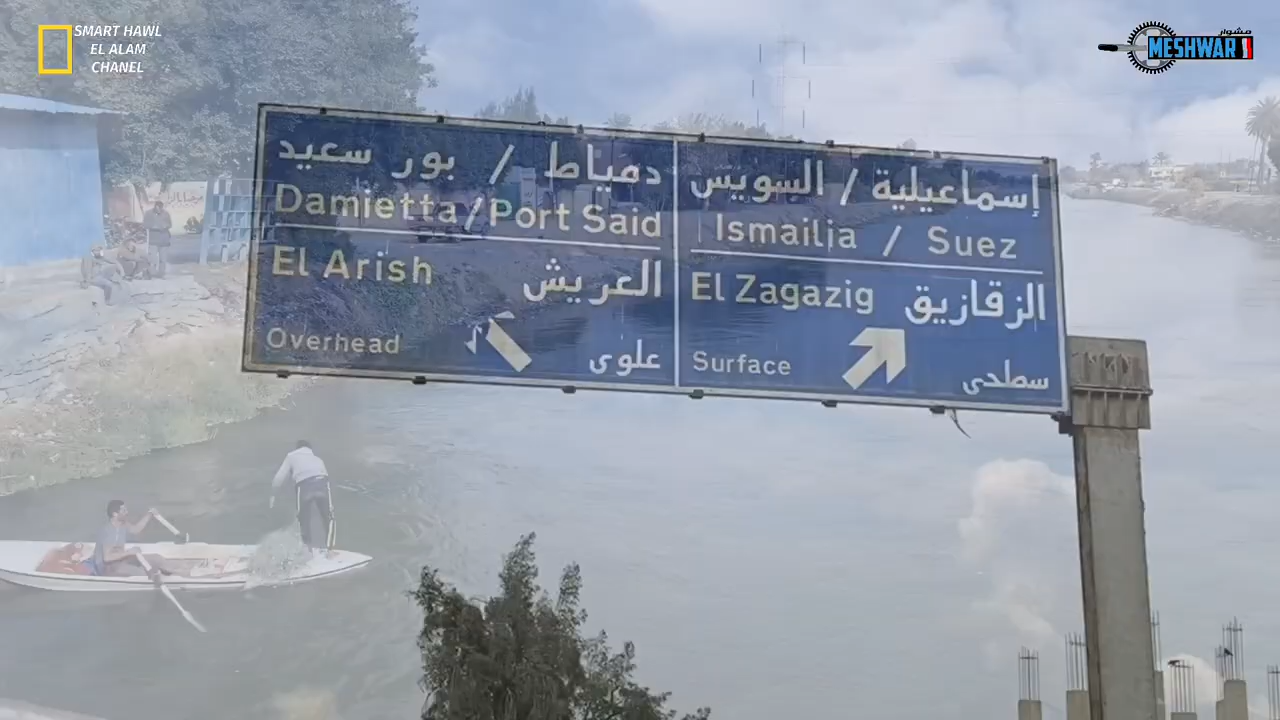 SMART HAWL
EL ALAM
CHANEL
مشوار
MESHWAR
دمياط / بور سعيد
Damietta/Port Said
El Arish العريش
Overhead علوى
إسماعيلية / السويس
Ismailia / Suez
El Zagazig الزقازيق
Surface سطحى